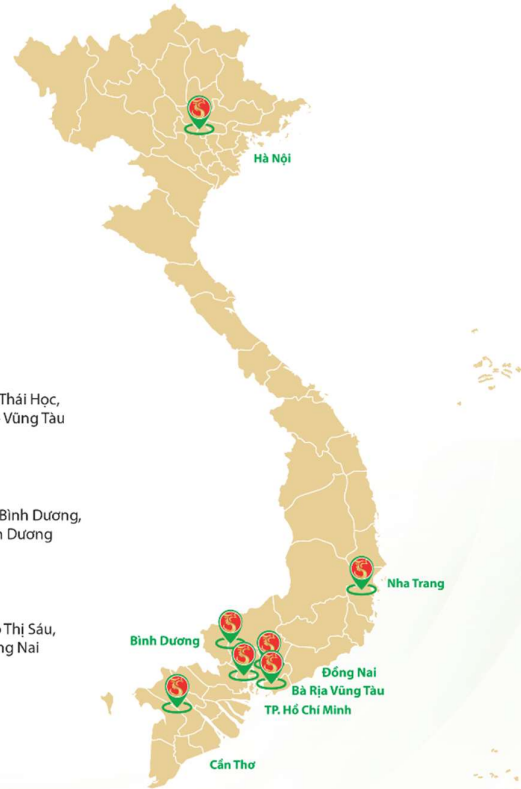 Hà Nội
Thái Học,
Vũng Tàu
Bình Dương,
Dương
Nha Trang
Thị Sáu,
Nai
Bình Dương
Đồng Nai
Bà Rịa Vũng Tàu
TP. Hồ Chí Minh
Cần Thơ